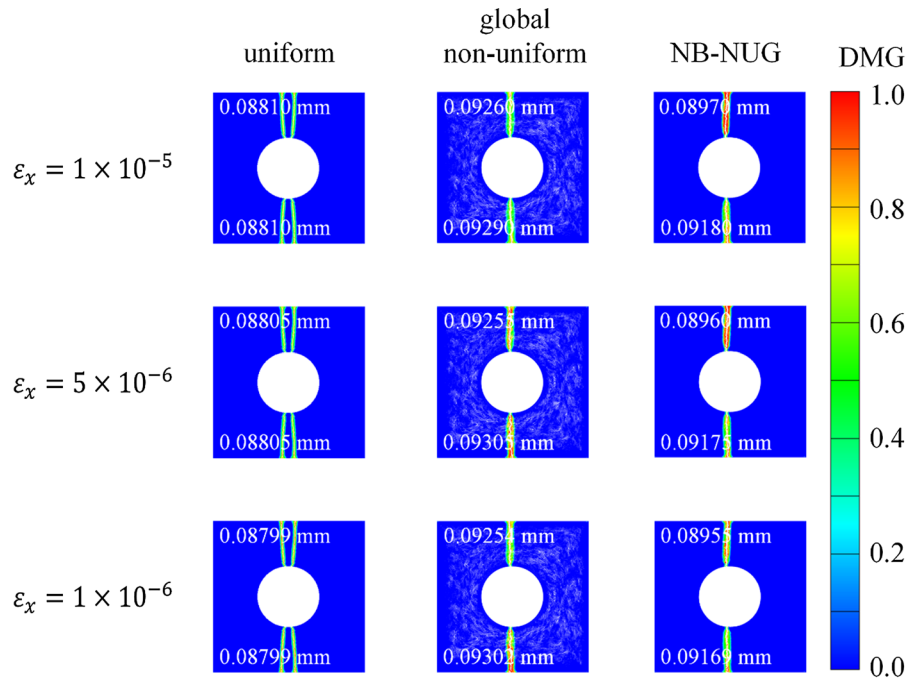 uniform
global
non-uniform
NB-NUG
DMG
εₓ = 1 × 10⁻⁵
0.08810 mm
0.08810 mm
0.09260 mm
0.09290 mm
0.08970 mm
0.09180 mm
εₓ = 5 × 10⁻⁶
0.08805 mm
0.08805 mm
0.09255 mm
0.09305 mm
0.08960 mm
0.09175 mm
εₓ = 1 × 10⁻⁶
0.08799 mm
0.08799 mm
0.09254 mm
0.09302 mm
0.08955 mm
0.09169 mm
1.0
0.8
0.6
0.4
0.2
0.0